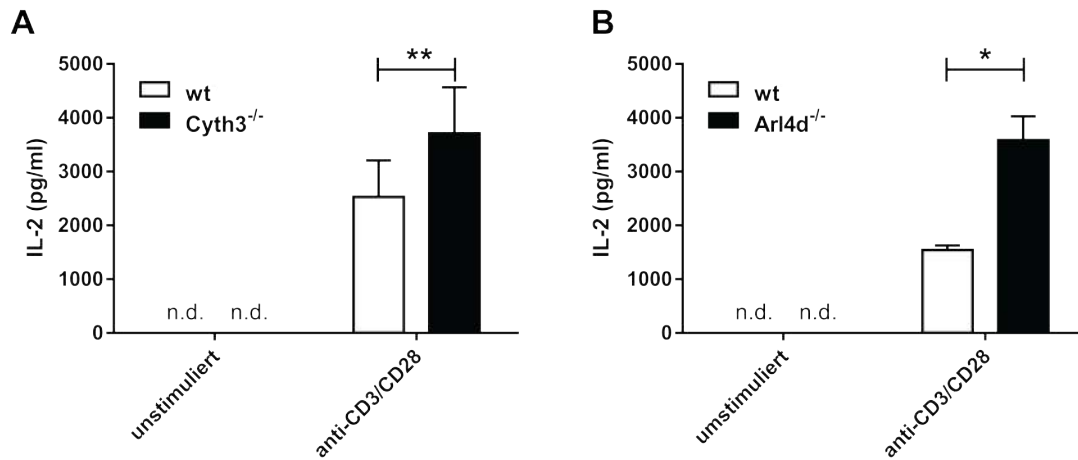 A
**
5000
4000
3000
2000
1000
0
IL-2 (pg/ml)
wt
Cyth3-/-
n.d. n.d.
unstimuliert
anti-CD3/CD28
B
*
5000
4000
3000
2000
1000
0
IL-2 (pg/ml)
wt
Arl4d-/-
n.d. n.d.
umstimuliert
anti-CD3/CD28